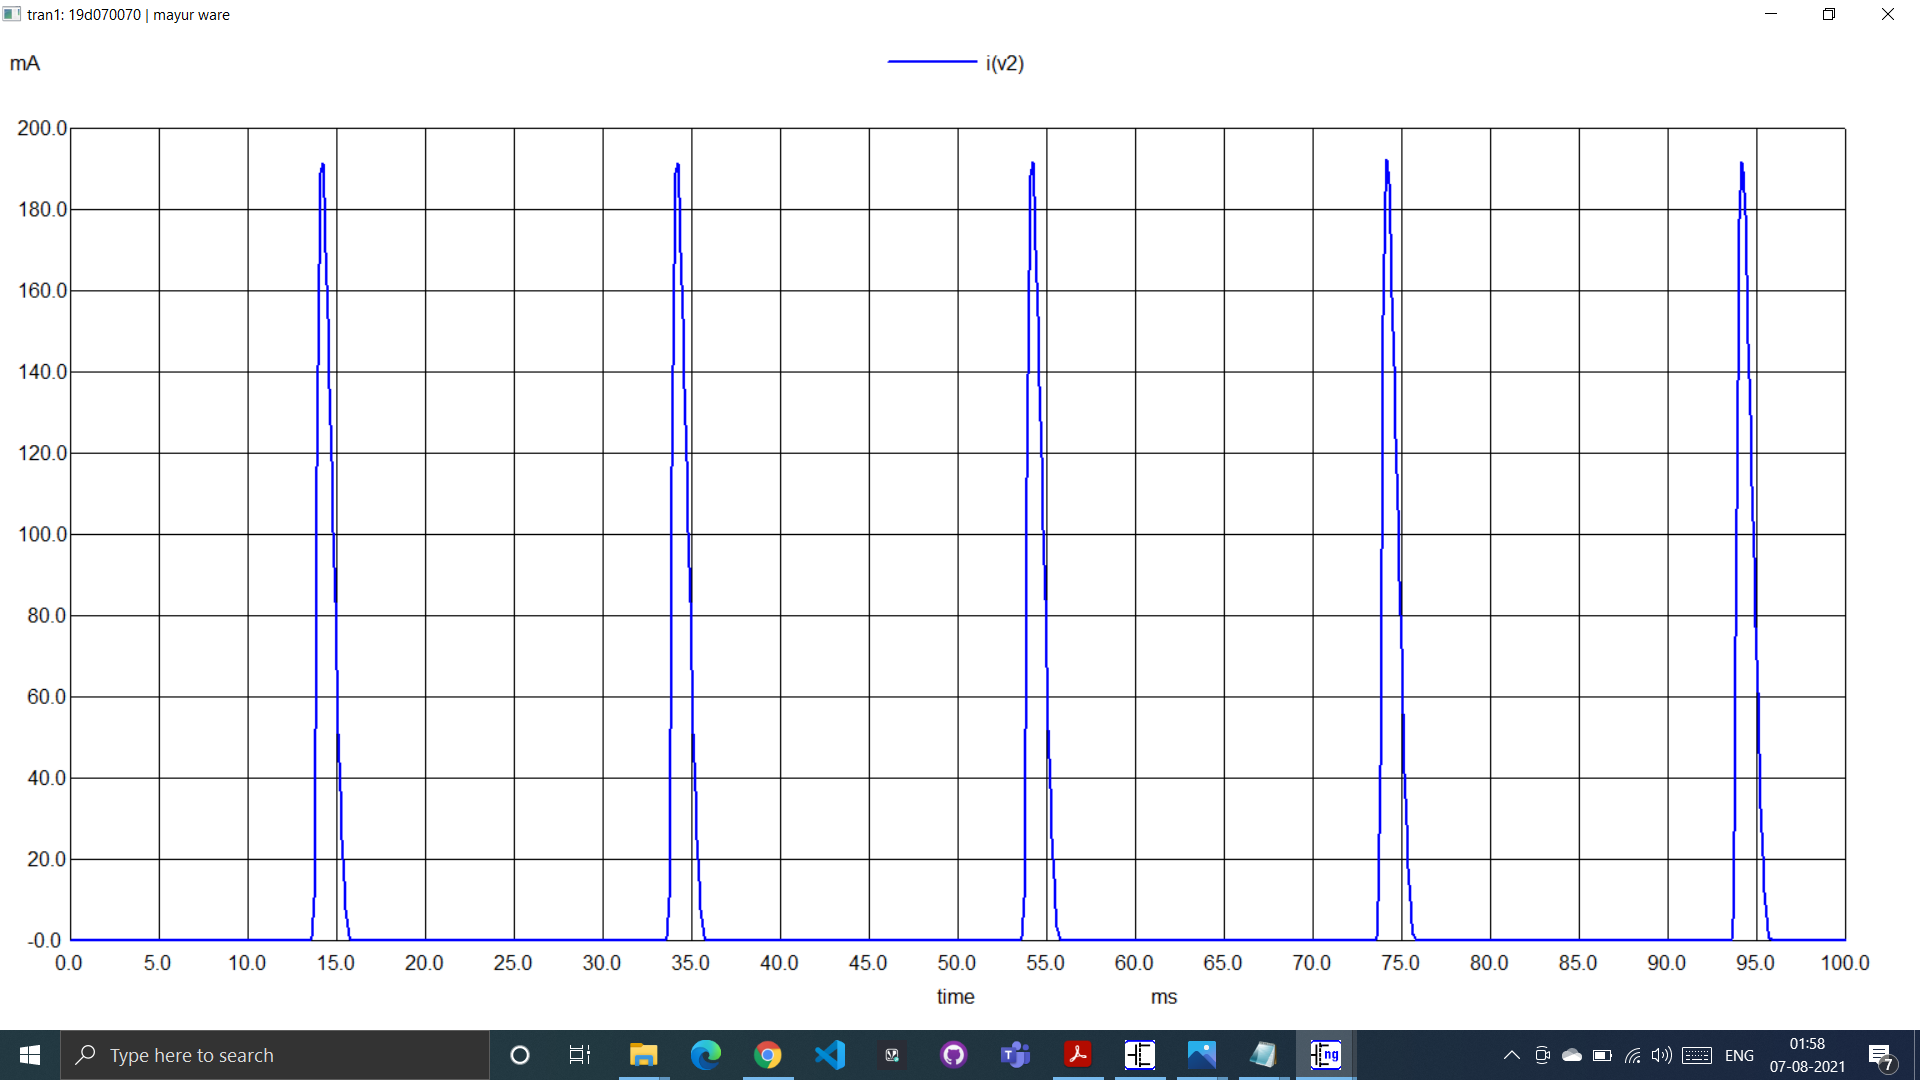 tran1: 19d070070 | mayur ware
mA
i(v2)
200.0
180.0
160.0
140.0
120.0
100.0
80.0
60.0
40.0
20.0
-0.0
0.0 5.0 10.0 15.0 20.0 25.0 30.0 35.0 40.0 45.0 50.0 55.0 60.0 65.0 70.0 75.0 80.0 85.0 90.0 95.0 100.0
time ms
Type here to search
T
ng
ENG
01:58
07-08-2021
7